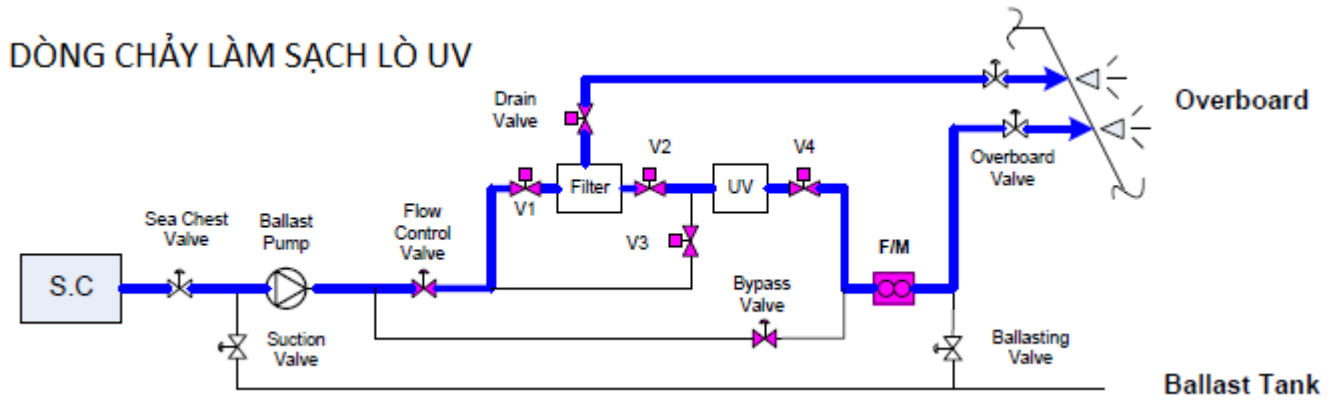 DÒNG CHẢY LÀM SẠCH LÒ UV
Overboard
Drain
Valve
V2
V4
Overboard
Valve
Filter
UV
V1
Sea Chest
Valve
Ballast
Pump
Flow
Control
Valve
V3
F/M
S.C
Bypass
Valve
Suction
Valve
Ballasting
Valve
Ballast Tank